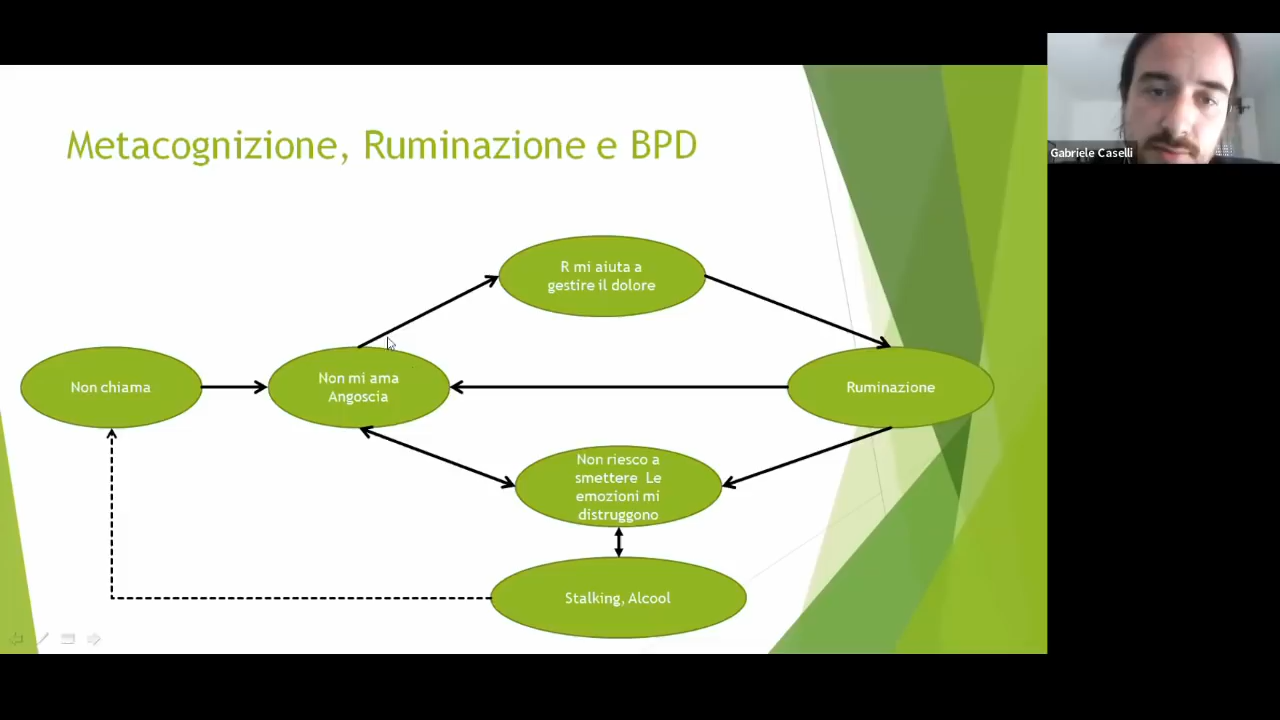 Metacognizione, Ruminazione e BPD
Gabriele Caselli
R mi aiuta a
gestire il dolore
Non chiama
Non mi ama
Angoscia
Ruminazione
Non riesco a
smettere Le
emozioni mi
distruggono
Stalking, Alcool